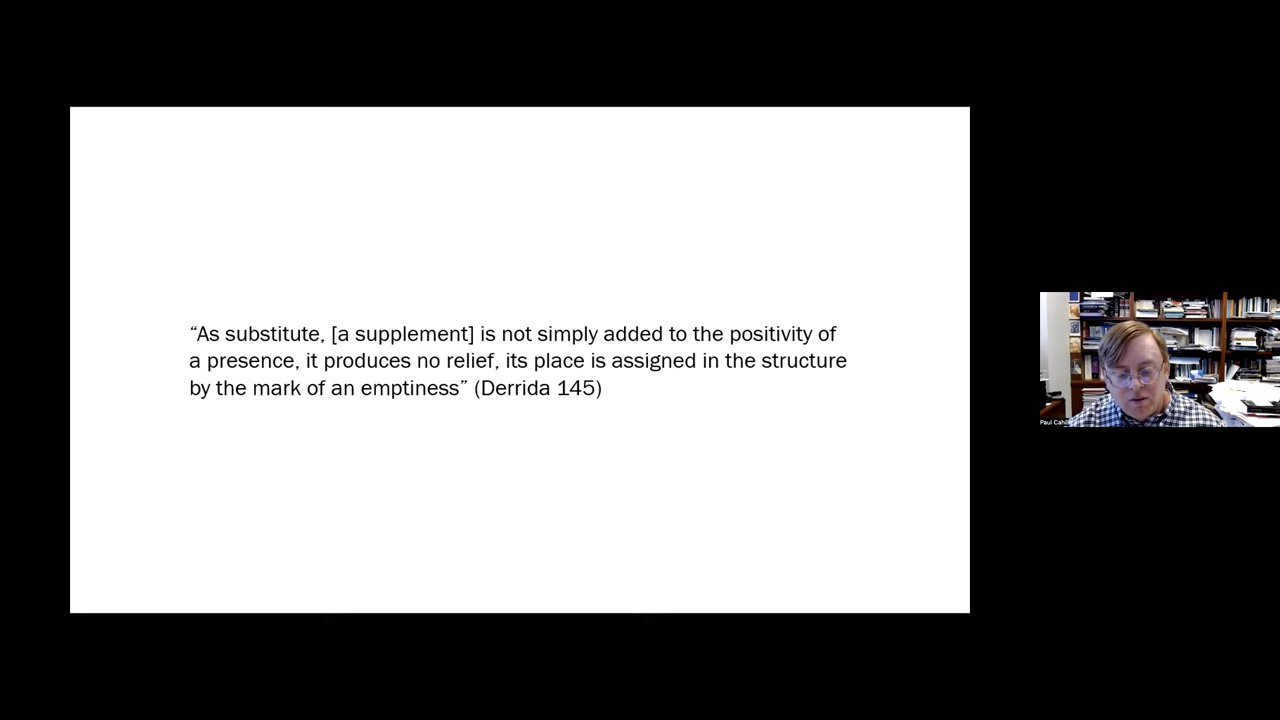 “As substitute, [a supplement] is not simply added to the positivity of
a presence, it produces no relief, its place is assigned in the structure
by the mark of an emptiness” (Derrida 145)
Paul